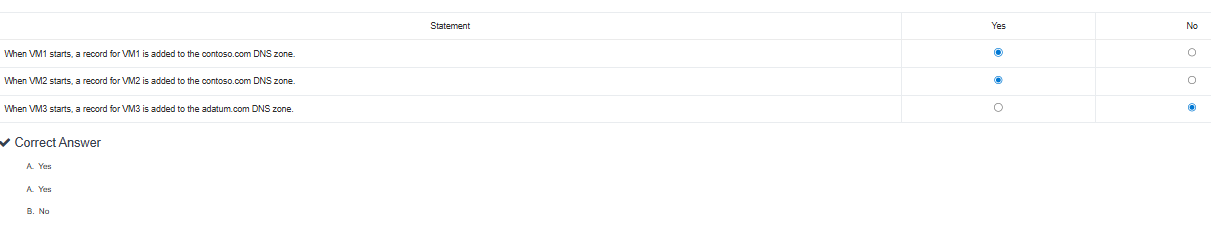 Statement Yes No
When VM1 starts, a record for VM1 is added to the contoso.com DNS zone.
When VM2 starts, a record for VM2 is added to the contoso.com DNS zone.
When VM3 starts, a record for VM3 is added to the adatum.com DNS zone.
Correct Answer
A. Yes
A. Yes
B. No